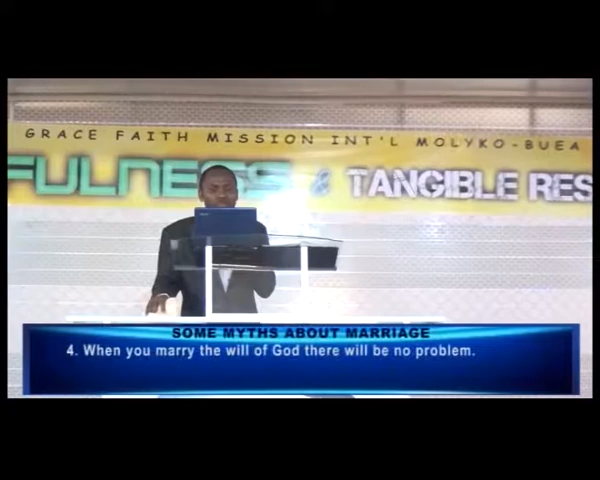 GRACE FAITH MISSION INT'L MOLYKO-BUEA
FULNESS & TANGIBLE RES
SOME MYTHS ABOUT MARRIAGE
4. When you marry the will of God there will be no problem.